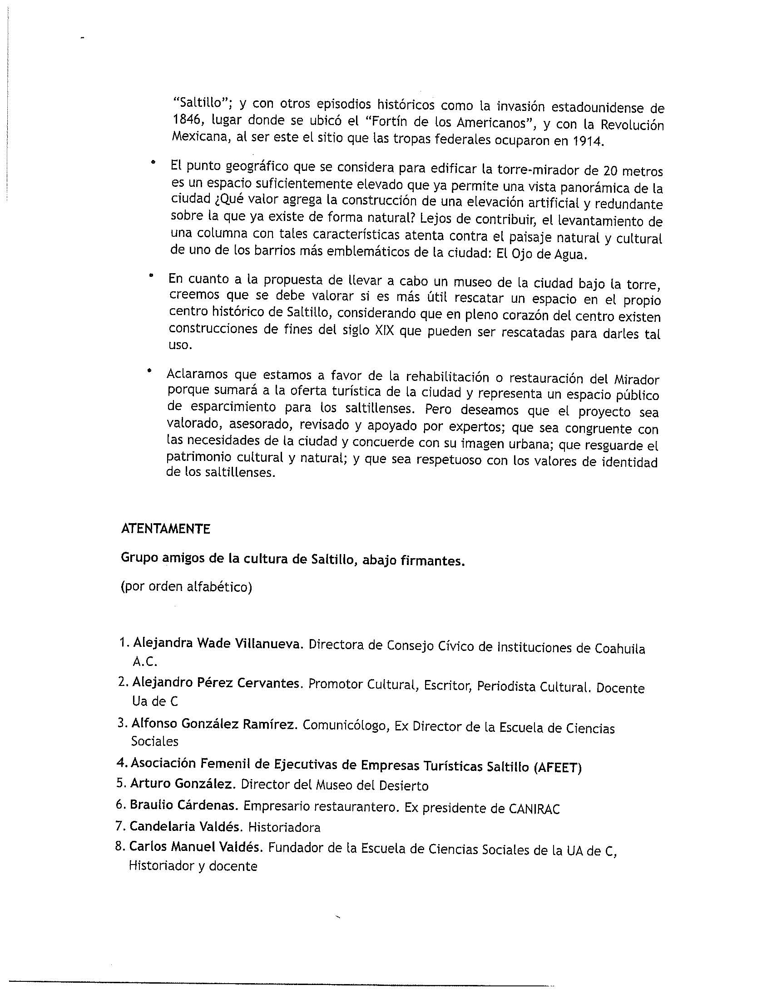 “Saltillo”; y con otros episodios históricos como la invasión estadounidense de
1846, lugar donde se ubicó el “Fortín de los Americanos”, y con la Revolución
Mexicana, al ser este el sitio que las tropas federales ocuparon en 1914.
• El punto geográfico que se considera para edificar la torre-mirador de 20 metros
es un espacio suficientemente elevado que ya permite una vista panorámica de la
ciudad ¿Qué valor agrega la construcción de una elevación artificial y redundante
sobre la que ya existe de forma natural? Lejos de contribuir, el levantamiento de
una columna con tales características atenta contra el paisaje natural y cultural
de uno de los barrios más emblemáticos de la ciudad: El Ojo de Agua.
• En cuanto a la propuesta de llevar a cabo un museo de la ciudad bajo la torre,
creemos que se debe valorar si es más útil rescatar un espacio en el propio
centro histórico de Saltillo, considerando que en pleno corazón del centro existen
construcciones de fines del siglo XIX que pueden ser rescatadas para darles tal
uso.
• Aclaramos que estamos a favor de la rehabilitación o restauración del Mirador
porque sumará a la oferta turística de la ciudad y representa un espacio público
de esparcimiento para los saltillenses. Pero deseamos que el proyecto sea
valorado, asesorado, revisado y apoyado por expertos; que sea congruente con
las necesidades de la ciudad y concuerde con su imagen urbana; que resguarde el
patrimonio cultural y natural; y que sea respetuoso con los valores de identidad
de los saltillenses.
ATENTAMENTE
Grupo amigos de la cultura de Saltillo, abajo firmantes.
(por orden alfabético)
1. Alejandra Wade Villanueva. Directora de Consejo Cívico de Instituciones de Coahuila
A.C.
2. Alejandro Pérez Cervantes. Promotor Cultural, Escritor, Periodista Cultural. Docente
Ua de C
3. Alfonso González Ramírez. Comunicólogo, Ex Director de la Escuela de Ciencias
Sociales
4. Asociación Femenil de Ejecutivas de Empresas Turísticas Saltillo (AFEET)
5. Arturo González. Director del Museo del Desierto
6. Braulio Cárdenas. Empresario restaurantero. Ex presidente de CANIRAC
7. Candelaria Valdés. Historiadora
8. Carlos Manuel Valdés. Fundador de la Escuela de Ciencias Sociales de la UA de C,
Historiador y docente